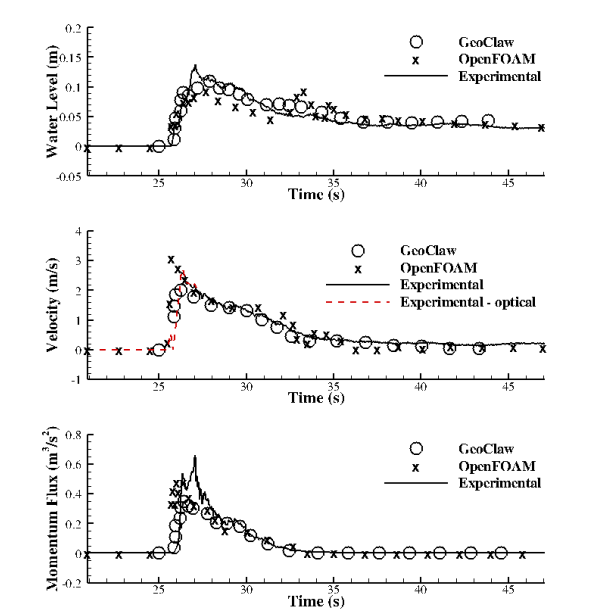 0.2
0.15
0.1
0.05
0
-0.05
Water Level (m)
GeoClaw
OpenFOAM
Experimental
25
30
35
40
45
Time (s)
4
3
2
1
0
-1
Velocity (m/s)
GeoClaw
OpenFOAM
Experimental
Experimental - optical
25
30
35
40
45
Time (s)
0.8
0.6
0.4
0.2
0
-0.2
Momentum Flux (m³/s²)
GeoClaw
OpenFOAM
Experimental
25
30
35
40
45
Time (s)